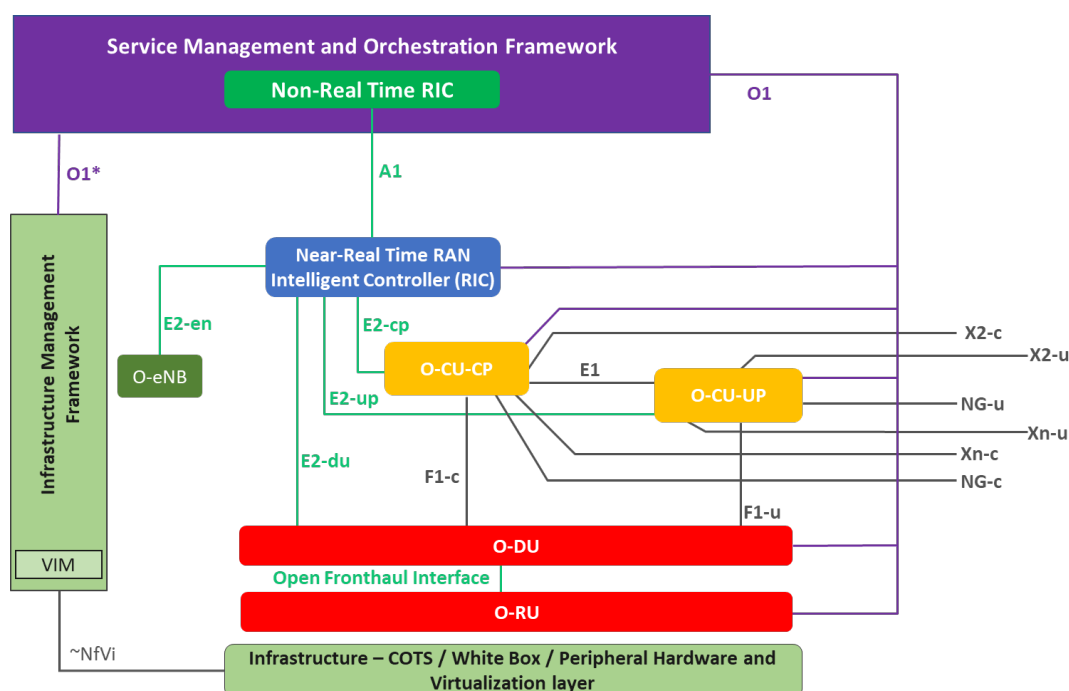 Service Management and Orchestration Framework
Non-Real Time RIC
O1
O1*
A1
Near-Real Time RAN
Intelligent Controller (RIC)
Infrastructure Management
Framework
E2-en
E2-cp
X2-c
X2-u
O-eNB
O-CU-CP
E1
O-CU-UP
E2-up
NG-u
Xn-u
E2-du
Xn-c
F1-c
NG-c
F1-u
O-DU
VIM
Open Fronthaul Interface
O-RU
~NfVi
Infrastructure – COTS / White Box / Peripheral Hardware and
Virtualization layer